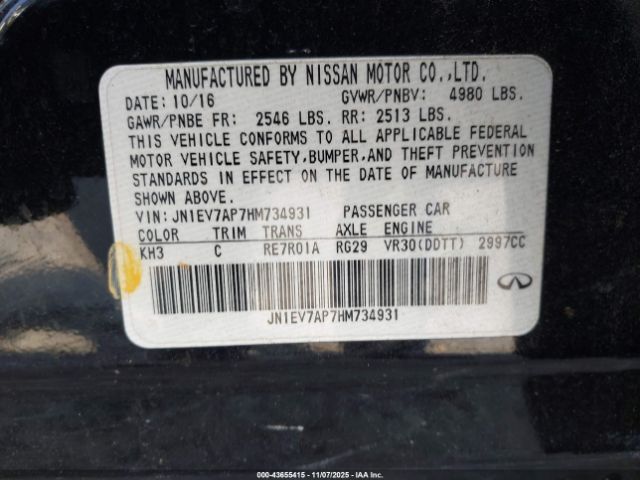 MANUFACTURED BY NISSAN MOTOR CO.,LTD.
DATE: 10/16 GVWR/PNBV: 4980 LBS.
GAWR/PNBE FR: 2546 LBS. RR: 2513 LBS.
THIS VEHICLE CONFORMS TO ALL APPLICABLE FEDERAL
MOTOR VEHICLE SAFETY,BUMPER,AND THEFT PREVENTION
STANDARDS IN EFFECT ON THE DATE OF MANUFACTURE
SHOWN ABOVE.
VIN: JN1EV7AP7HM734931 PASSENGER CAR
COLOR TRIM TRANS AXLE ENGINE
KH3 C RE7R01A RG29 VR30(DDTT) 2997CC
JN1EV7AP7HM734931
000-43655415 - 11/07/2025 - IAA Inc.